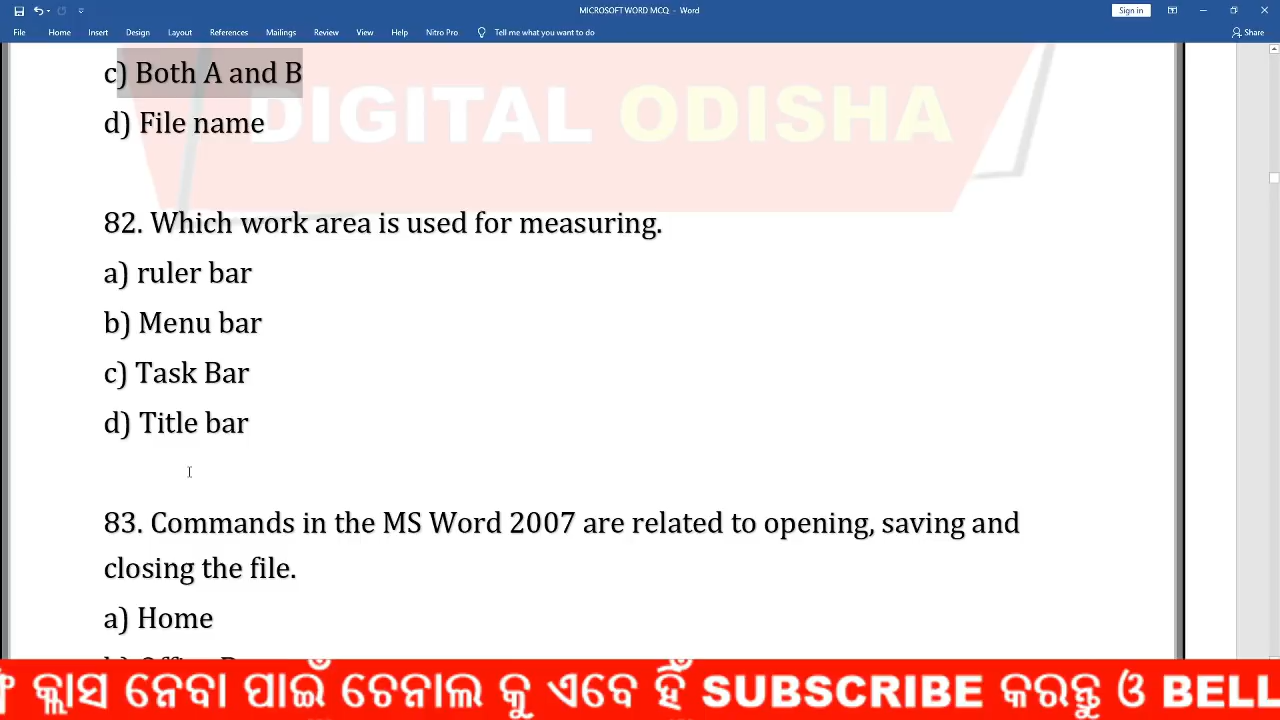 MICROSOFT WORD MCQ - Word
Sign in
File Home Insert Design Layout References Mailings Review View Help Nitro Pro Tell me what you want to do Share
c) Both A and B
DIGITAL ODISHA
d) File name
82. Which work area is used for measuring.
a) ruler bar
b) Menu bar
c) Task Bar
d) Title bar
83. Commands in the MS Word 2007 are related to opening, saving and
closing the file.
a) Home
କ୍ଲାସ ନେବା ପାଇଁ ଚେନାଲ କୁ ଏବେ ହିଁ SUBSCRIBE କରନ୍ତୁ ଓ BELL